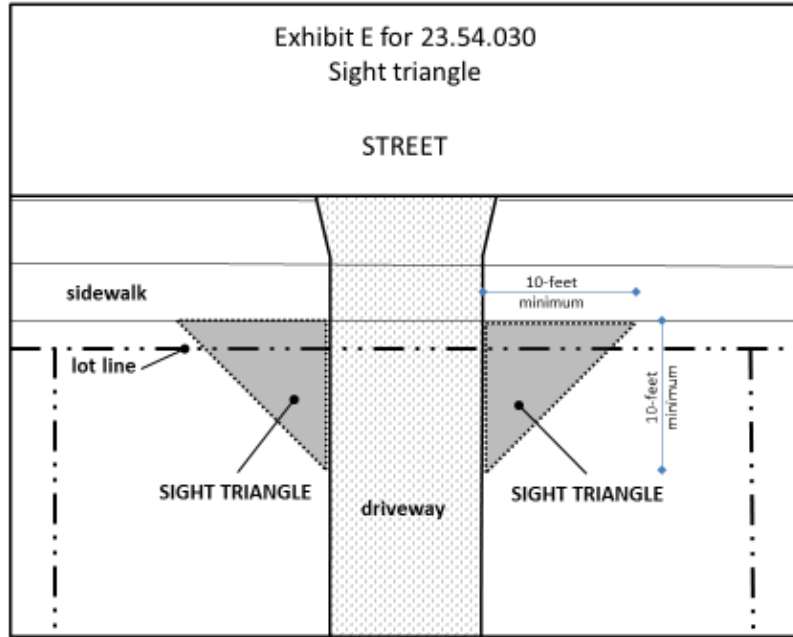 Exhibit E for 23.54.030
Sight triangle
STREET
sidewalk
10-feet
minimum
lot line
10-feet
minimum
SIGHT TRIANGLE
SIGHT TRIANGLE
driveway